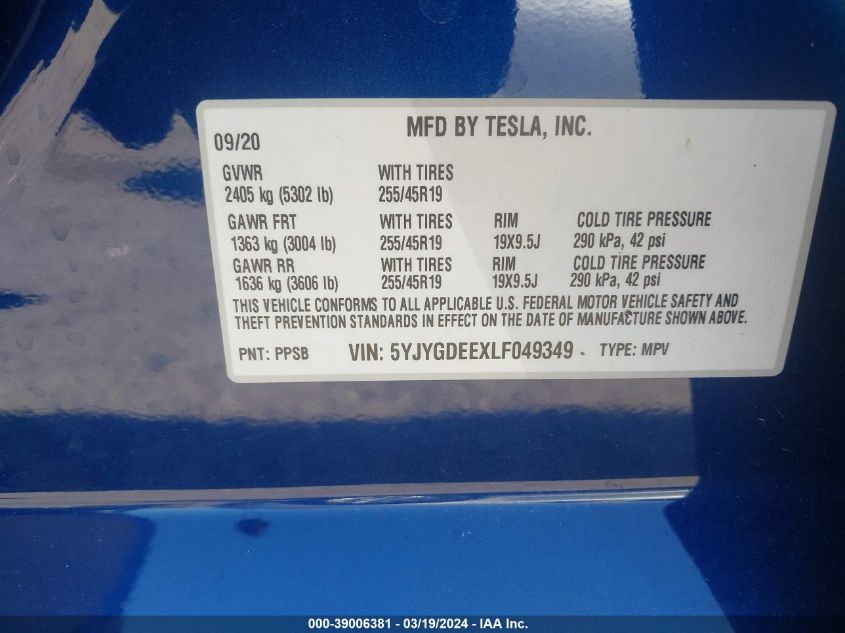 MFD BY TESLA, INC.
09/20
GVWR WITH TIRES
2405 kg (5302 lb) 255/45R19
GAWR FRT WITH TIRES RIM COLD TIRE PRESSURE
1363 kg (3004 lb) 255/45R19 19X9.5J 290 kPa, 42 psi
GAWR RR WITH TIRES RIM COLD TIRE PRESSURE
1636 kg (3606 lb) 255/45R19 19X9.5J 290 kPa, 42 psi
THIS VEHICLE CONFORMS TO ALL APPLICABLE U.S. FEDERAL MOTOR VEHICLE SAFETY AND
THEFT PREVENTION STANDARDS IN EFFECT ON THE DATE OF MANUFACTURE SHOWN ABOVE.
PNT: PPSB VIN: 5YJYGDEEXLF049349 TYPE: MPV
000-39006381 - 03/19/2024 - IAA Inc.